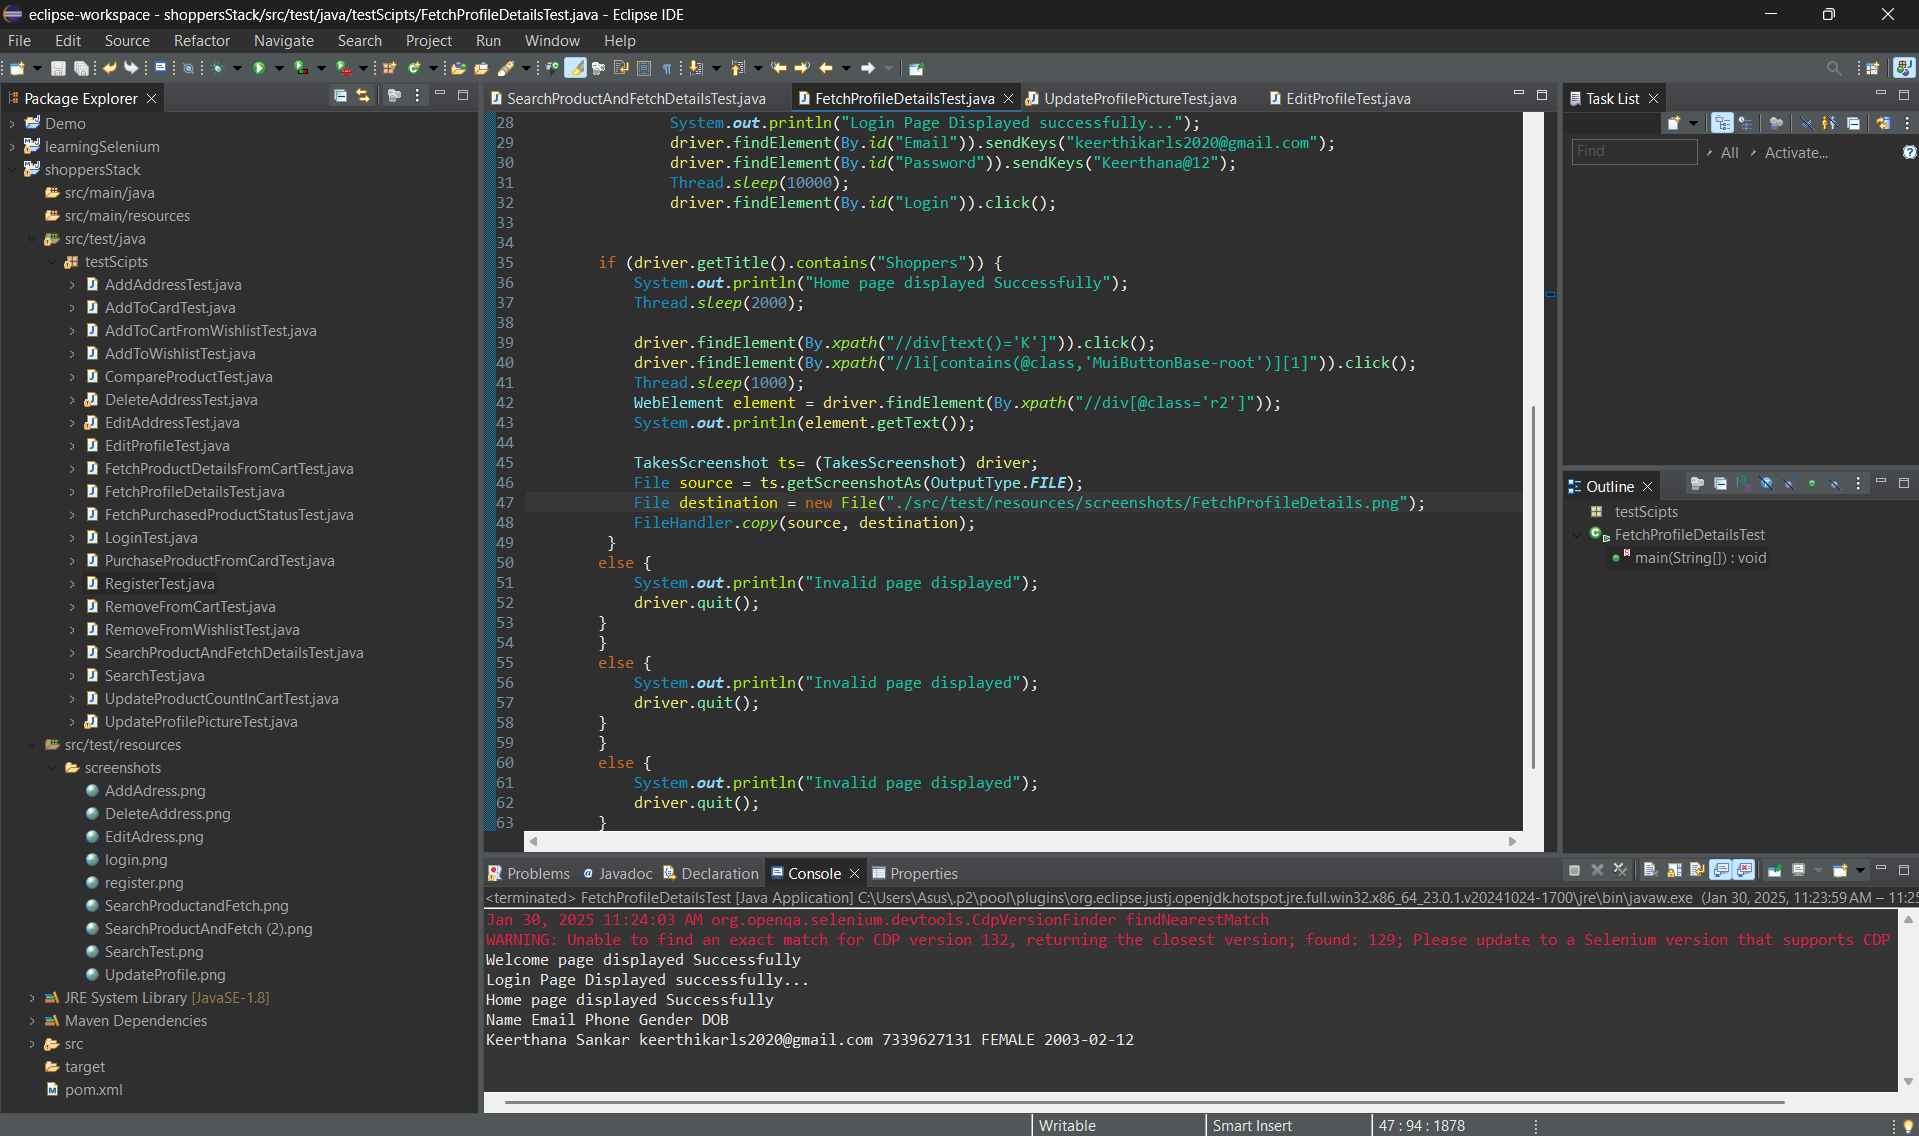 eclipse-workspace - shoppersStack/src/test/java/testScipts/FetchProfileDetailsTest.java - Eclipse IDE
File Edit Source Refactor Navigate Search Project Run Window Help
Package Explorer
Demo
learningSelenium
shoppersStack
src/main/java
src/main/resources
src/test/java
testScipts
AddAddressTest.java
AddToCardTest.java
AddToCartFromWishlistTest.java
AddToWishlistTest.java
CompareProductTest.java
DeleteAddressTest.java
EditAddressTest.java
EditProfileTest.java
FetchProductDetailsFromCartTest.java
FetchProfileDetailsTest.java
FetchPurchasedProductStatusTest.java
LoginTest.java
PurchaseProductFromCardTest.java
RegisterTest.java
RemoveFromCartTest.java
RemoveFromWishlistTest.java
SearchProductAndFetchDetailsTest.java
SearchTest.java
UpdateProductCountInCartTest.java
UpdateProfilePictureTest.java
src/test/resources
screenshots
AddAdress.png
DeleteAddress.png
EditAdress.png
login.png
register.png
SearchProductandFetch.png
SearchProductAndFetch (2).png
SearchTest.png
UpdateProfile.png
JRE System Library [JavaSE-1.8]
Maven Dependencies
src
target
pom.xml
SearchProductAndFetchDetailsTest.java FetchProfileDetailsTest.java UpdateProfilePictureTest.java EditProfileTest.java
28 System.out.println("Login Page Displayed successfully...");
29 driver.findElement(By.id("Email")).sendKeys("keerthikarls2020@gmail.com");
30 driver.findElement(By.id("Password")).sendKeys("Keerthana@12");
31 Thread.sleep(10000);
32 driver.findElement(By.id("Login")).click();
33
34
35 if (driver.getTitle().contains("Shoppers")) {
36 System.out.println("Home page displayed Successfully");
37 Thread.sleep(2000);
38
39 driver.findElement(By.xpath("//div[text()='K']")).click();
40 driver.findElement(By.xpath("//li[contains(@class,'MuiButtonBase-root')][1]")).click();
41 Thread.sleep(1000);
42 WebElement element = driver.findElement(By.xpath("//div[@class='r2']"));
43 System.out.println(element.getText());
44
45 TakesScreenshot ts= (TakesScreenshot) driver;
46 File source = ts.getScreenshotAs(OutputType.FILE);
47 File destination = new File("./src/test/resources/screenshots/FetchProfileDetails.png");
48 FileHandler.copy(source, destination);
49 }
50 else {
51 System.out.println("Invalid page displayed");
52 driver.quit();
53 }
54 }
55 else {
56 System.out.println("Invalid page displayed");
57 driver.quit();
58 }
59 }
60 else {
61 System.out.println("Invalid page displayed");
62 driver.quit();
63 }
Task List
Find All Activate...
Outline
testScipts
FetchProfileDetailsTest
main(String[]) : void
Problems Javadoc Declaration Console Properties
<terminated> FetchProfileDetailsTest [Java Application] C:\Users\Asus\.p2\pool\plugins\org.eclipse.justj.openjdk.hotspot.jre.full.win32.x86_64_23.0.1.v20241024-1700\jre\bin\javaw.exe (Jan 30, 2025, 11:23:59 AM – 11:25
Jan 30, 2025 11:24:03 AM org.openqa.selenium.devtools.CdpVersionFinder findNearestMatch
WARNING: Unable to find an exact match for CDP version 132, returning the closest version; found: 129; Please update to a Selenium version that supports CDP
Welcome page displayed Successfully
Login Page Displayed successfully...
Home page displayed Successfully
Name Email Phone Gender DOB
Keerthana Sankar keerthikarls2020@gmail.com 7339627131 FEMALE 2003-02-12
Writable Smart Insert 47 : 94 : 1878